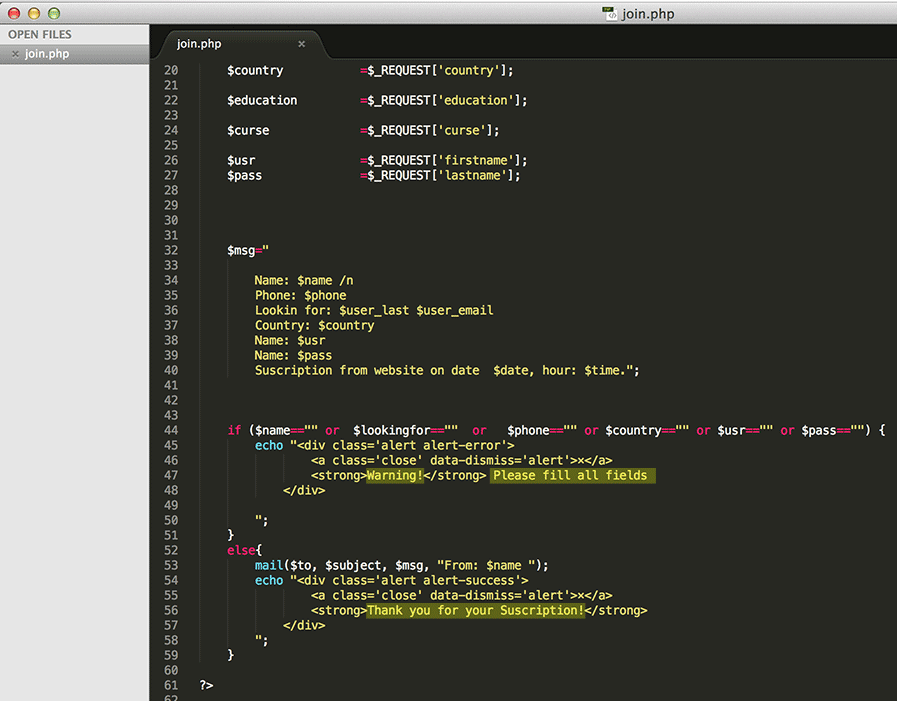 join.php
OPEN FILES
× join.php
join.php ×
20 $country =$_REQUEST['country'];
21
22 $education =$_REQUEST['education'];
23
24 $curse =$_REQUEST['curse'];
25
26 $usr =$_REQUEST['firstname'];
27 $pass =$_REQUEST['lastname'];
28
29
30
31
32 $msg="
33
34 Name: $name /n
35 Phone: $phone
36 Lookin for: $user_last $user_email
37 Country: $country
38 Name: $usr
39 Name: $pass
40 Suscription from website on date  $date, hour: $time.";
41
42
43
44 if ($name=="" or  $lookingfor==""  or   $phone=="" or $country=="" or $usr=="" or $pass=="") {
45 echo "<div class='alert alert-error'>
46 <a class='close' data-dismiss='alert'>×</a>
47 <strong>Warning!</strong> Please fill all fields
48 </div>
49
50 ";
51 }
52 else{
53 mail($to, $subject, $msg, "From: $name ");
54 echo "<div class='alert alert-success'>
55 <a class='close' data-dismiss='alert'>×</a>
56 <strong>Thank you for your Suscription!</strong>
57 </div>
58 ";
59 }
60
61 ?>
62